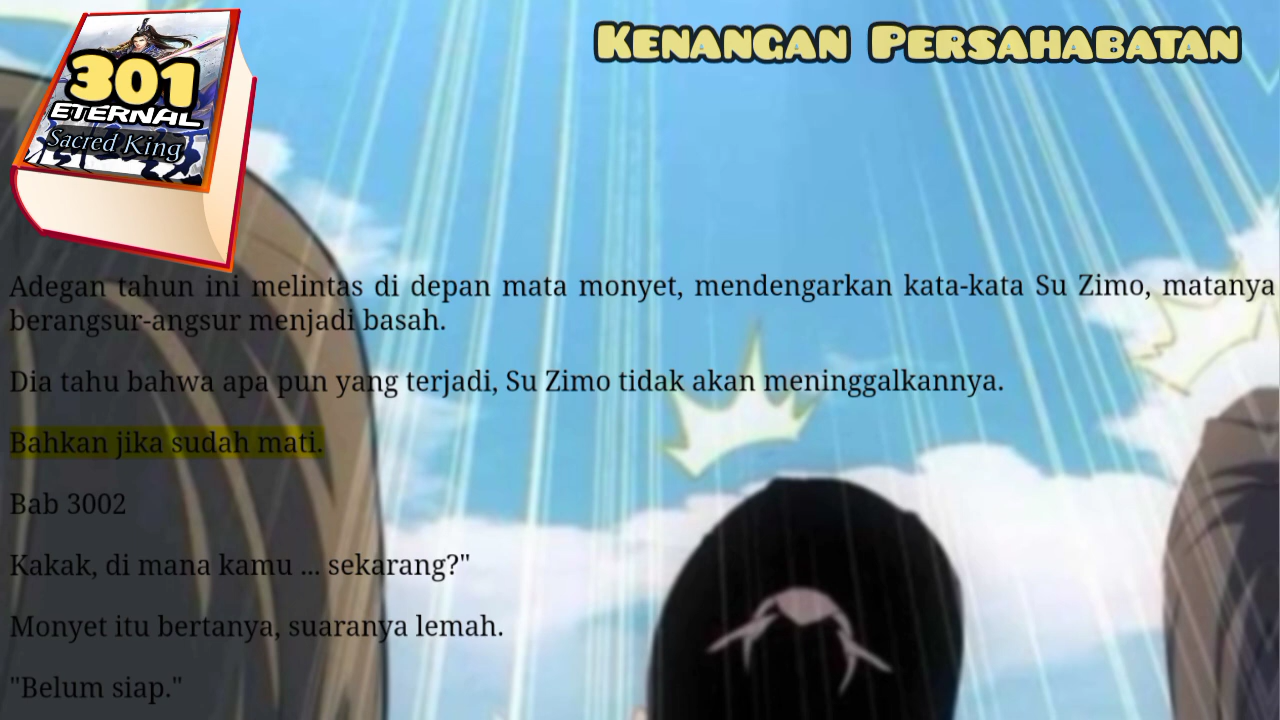 301
ETERNAL
Sacred King
KENANGAN PERSAHABATAN
Adegan tahun ini melintas di depan mata monyet, mendengarkan kata-kata Su Zimo, matanya
berangsur-angsur menjadi basah.
Dia tahu bahwa apa pun yang terjadi, Su Zimo tidak akan meninggalkannya.
Bahkan jika sudah mati.
Bab 3002
Kakak, di mana kamu ... sekarang?"
Monyet itu bertanya, suaranya lemah.
"Belum siap."